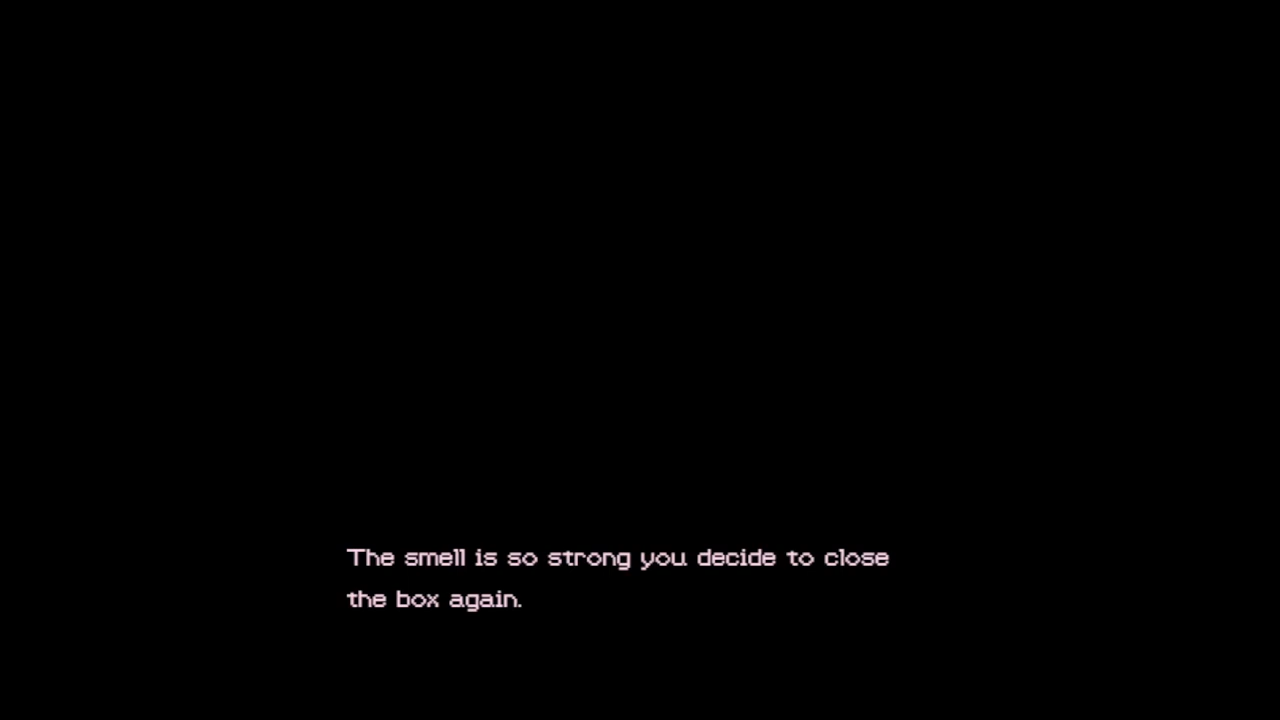 The smell is so strong you decide to close
the box again.